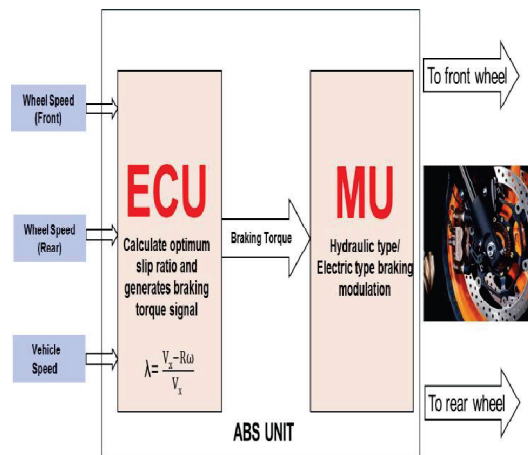 Wheel Speed
(Front)
Wheel Speed
(Rear)
Vehicle
Speed
ECU
Calculate optimum
slip ratio and
generates braking
torque signal
λ= (Vₓ−Rω)/Vₓ
Braking Torque
MU
Hydraulic type/
Electric type braking
modulation
ABS UNIT
To front wheel
To rear wheel